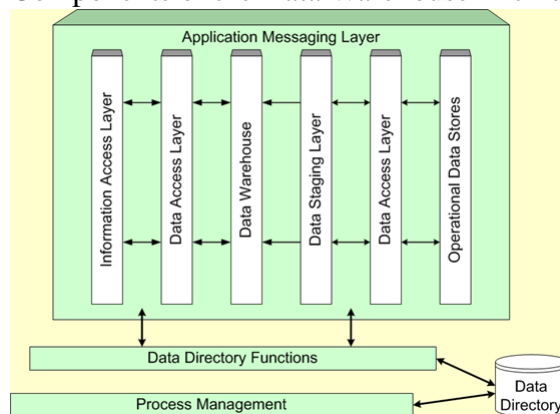 Application Messaging Layer
Information Access Layer
Data Access Layer
Data Warehouse
Data Staging Layer
Data Access Layer
Operational Data Stores
Data Directory Functions
Data
Directory
Process Management